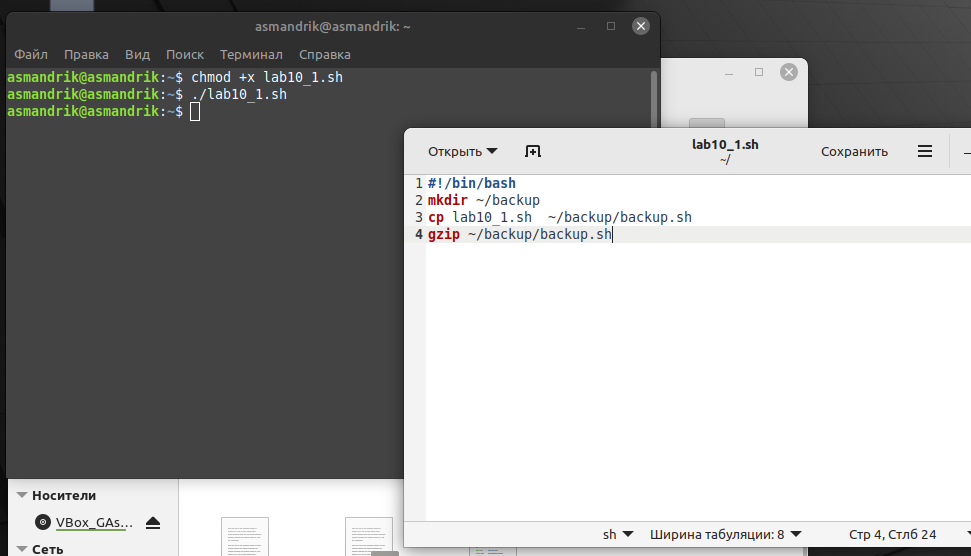 asmandrik@asmandrik: ~
Файл Правка Вид Поиск Терминал Справка
asmandrik@asmandrik:~$ chmod +x lab10_1.sh
asmandrik@asmandrik:~$ ./lab10_1.sh
asmandrik@asmandrik:~$
Открыть lab10_1.sh Сохранить
~/
1 #!/bin/bash
2 mkdir ~/backup
3 cp lab10_1.sh  ~/backup/backup.sh
4 gzip ~/backup/backup.sh
sh Ширина табуляции: 8 Стр 4, Стлб 24
Носители
VBox_GAs...
Сеть